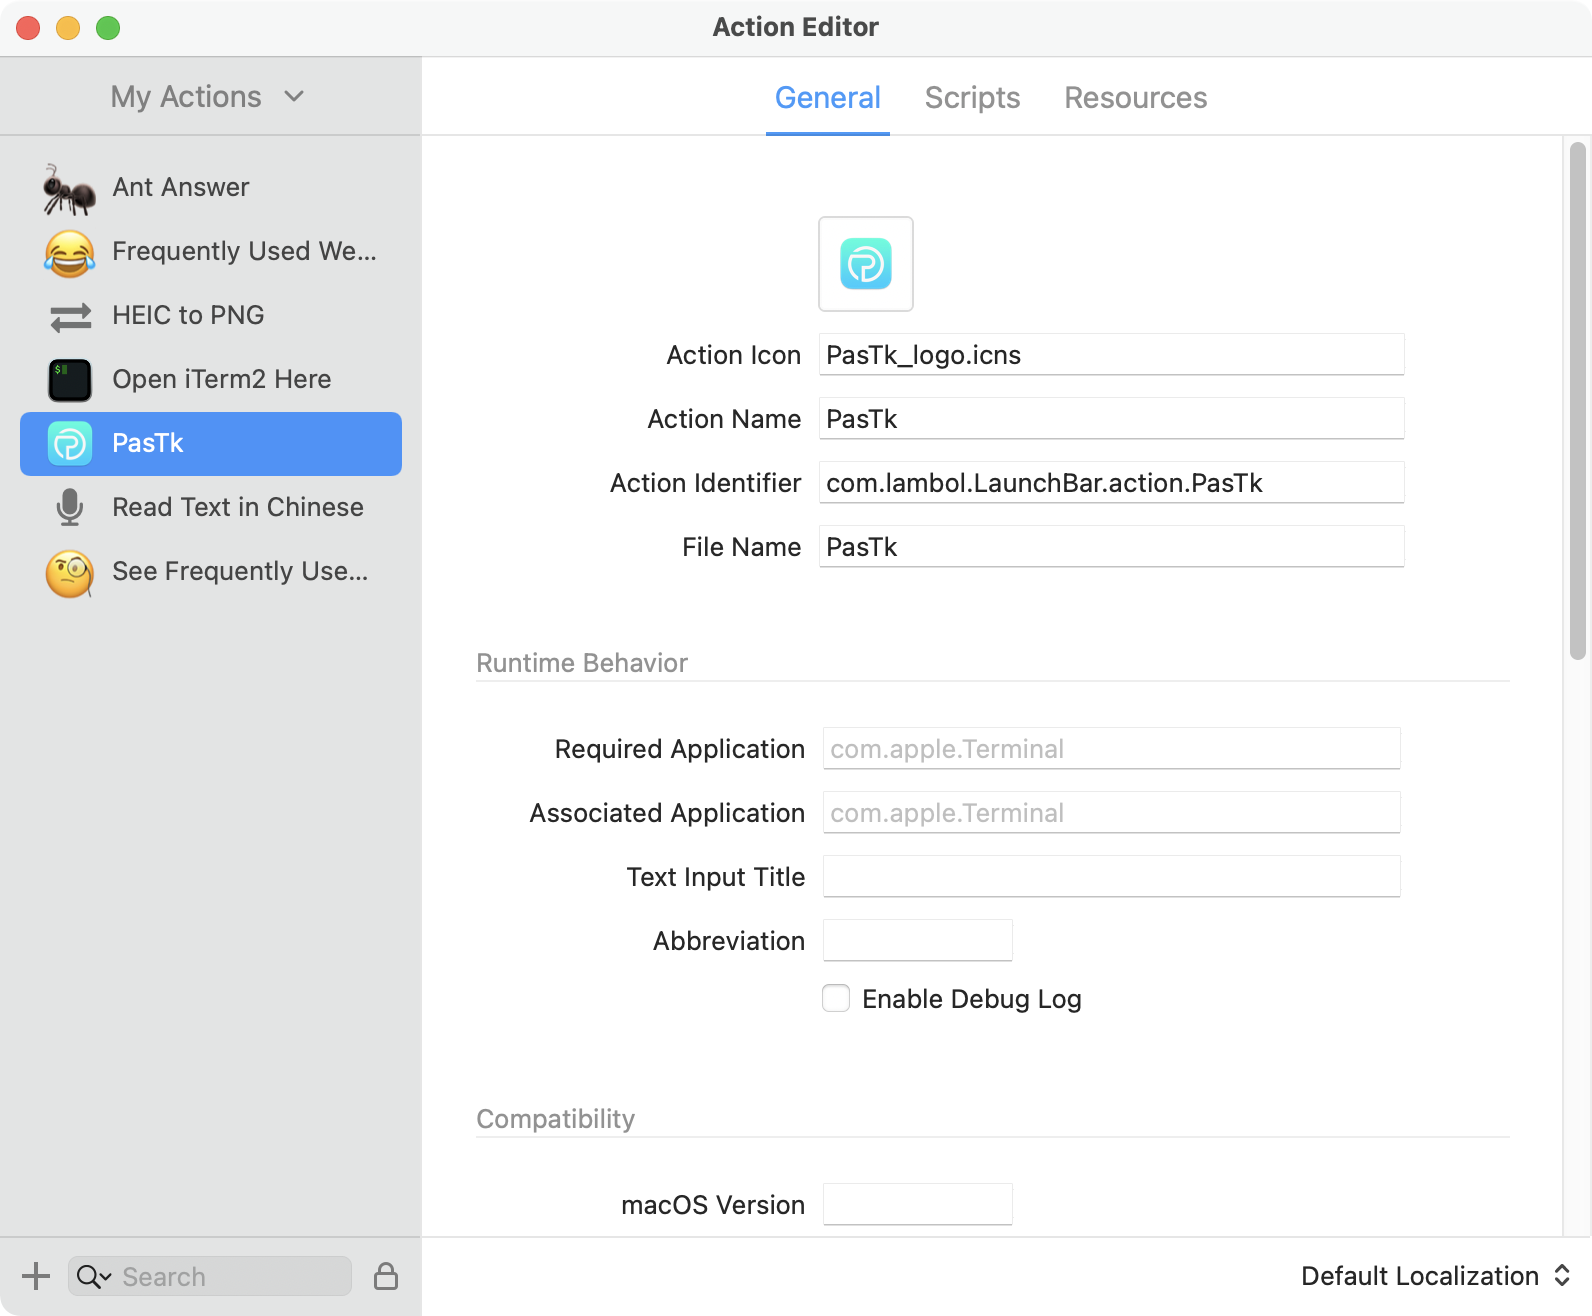 Action Editor
My Actions
General Scripts Resources
Ant Answer
Frequently Used We...
HEIC to PNG
$
Open iTerm2 Here
PasTk
Read Text in Chinese
See Frequently Use...
Action Icon PasTk_logo.icns
Action Name PasTk
Action Identifier com.lambol.LaunchBar.action.PasTk
File Name PasTk
Runtime Behavior
Required Application com.apple.Terminal
Associated Application com.apple.Terminal
Text Input Title
Abbreviation
Enable Debug Log
Compatibility
macOS Version
Search
Default Localization